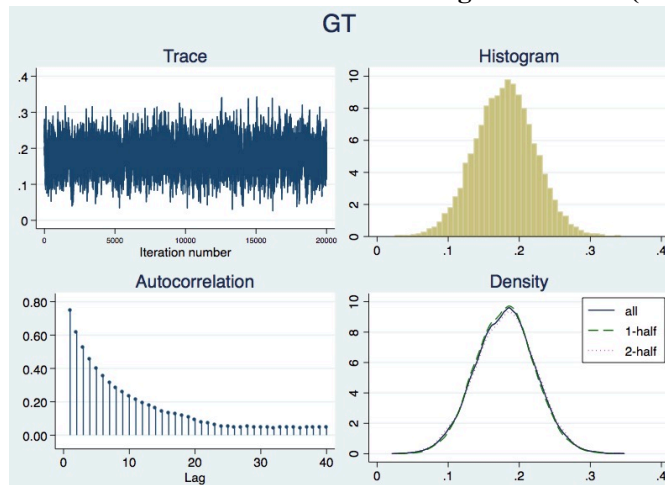 GT
Trace
.4
.3
.2
.1
0
0 5000 10000 15000 20000
Iteration number
Histogram
10
8
6
4
2
0
0 .1 .2 .3 .4
Autocorrelation
0.80
0.60
0.40
0.20
0.00
0 10 20 30 40
Lag
Density
all
1-half
2-half
10
8
6
4
2
0
0 .1 .2 .3 .4